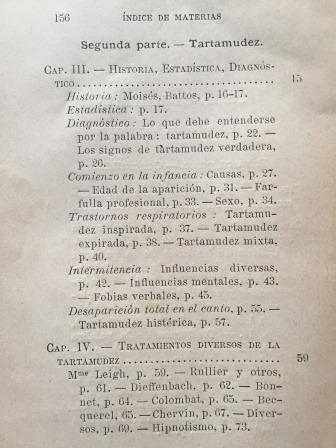 156 ÍNDICE DE MATERIAS
Segunda parte. — Tartamudez.
CAP. III. — HISTORIA, ESTADÍSTICA, DIAGNÓS-
TICO........................................ 15
Historia : Moisés, Battos, p. 16-17.
Estadística : p. 17.
Diagnóstico : Lo que debe entenderse
por la palabra : tartamudez, p. 22. —
Los signos de tartamudez verdadera,
p. 26.
Comienzo en la infancia : Causas, p. 27.
— Edad de la aparición, p. 31. — Far-
fulla profesional, p. 33. — Sexo, p. 34.
Trastornos respiratorios : Tartamu-
dez inspirada, p. 37. — Tartamudez
expirada, p. 38. — Tartamudez mixta,
p. 40.
Intermitencia : Influencias diversas,
p. 42. — Influencias mentales, p. 43.
— Fobias verbales, p. 45.
Desaparición total en el canto, p. 55. —
Tartamudez histérica, p. 57.
CAP. IV. — TRATAMIENTOS DIVERSOS DE LA
TARTAMUDEZ................................ 59
Mme Leigh, p. 59. — Rullier y otros,
p. 61. — Dieffenbach, p. 62. — Bon-
net, p. 64. — Colombat, p. 65. — Bec-
querel, 65. — Chervin, p. 67. — Diver-
sos, p. 69. — Hipnotismo, p. 73.